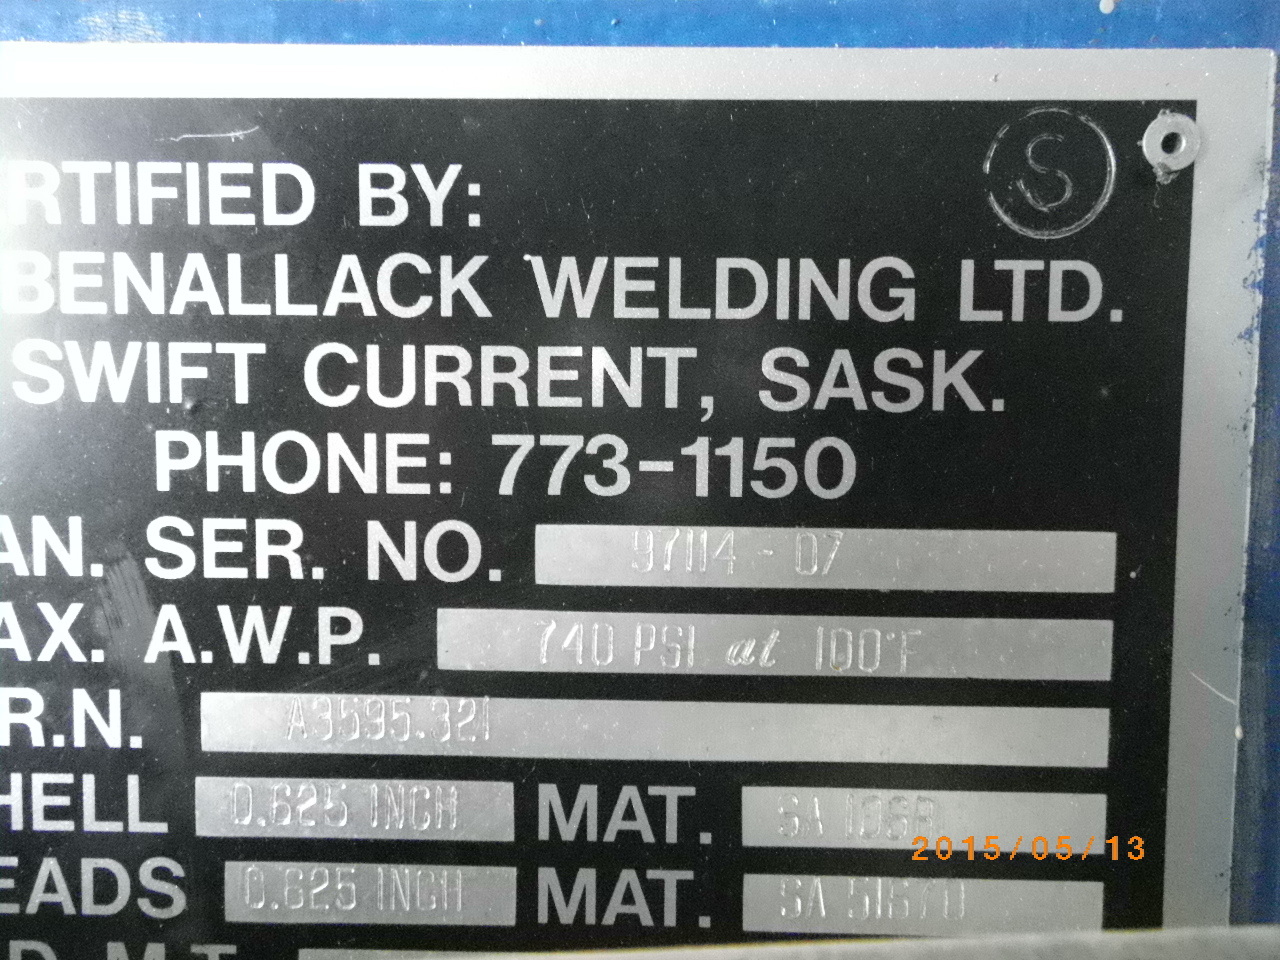 S
RTIFIED BY:
BENALLACK WELDING LTD.
SWIFT CURRENT, SASK.
PHONE: 773-1150
AN. SER. NO. 97114 - 07
AX. A.W.P. 740 PSI at 100°F
R.N. A3595.321
HELL 0.625 INCH MAT. SA 106B
2015/05/13
EADS 0.625 INCH MAT. SA 51570
D M.T.